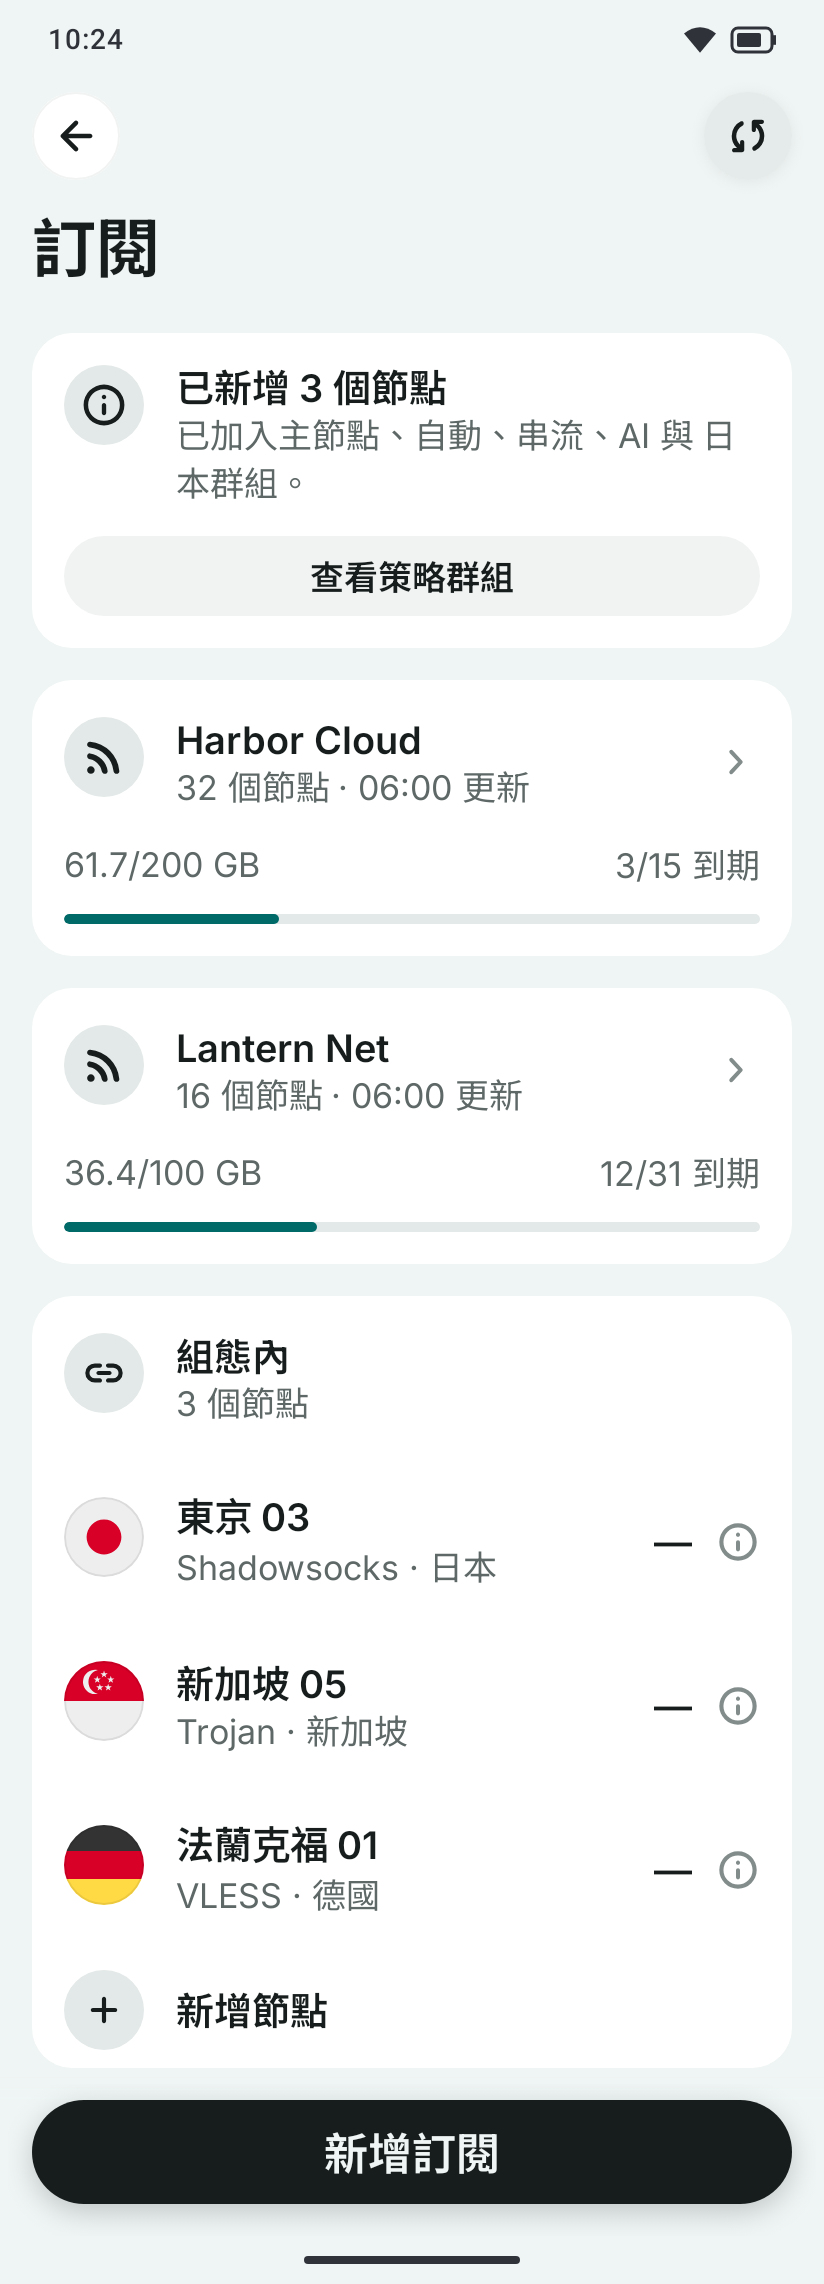 10:24
訂閱
已新增 3 個節點
已加入主節點、自動、串流、AI 與 日
本群組。
查看策略群組
Harbor Cloud
32 個節點 · 06:00 更新
61.7/200 GB
3/15 到期
Lantern Net
16 個節點 · 06:00 更新
36.4/100 GB
12/31 到期
組態內
3 個節點
東京 03
Shadowsocks · 日本
—
新加坡 05
Trojan · 新加坡
—
法蘭克福 01
VLESS · 德國
—
新增節點
新增訂閱